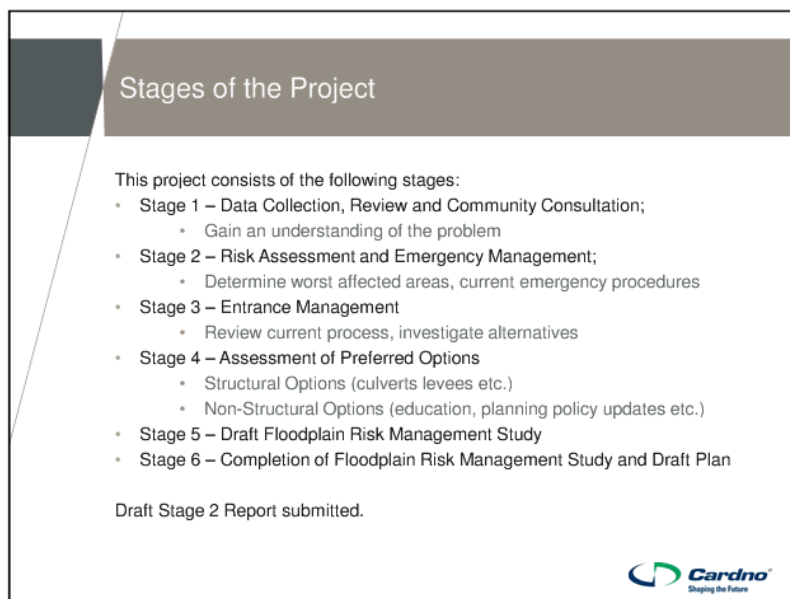 Stages of the Project
This project consists of the following stages:
• Stage 1 – Data Collection, Review and Community Consultation;
• Gain an understanding of the problem
• Stage 2 – Risk Assessment and Emergency Management;
• Determine worst affected areas, current emergency procedures
• Stage 3 – Entrance Management
• Review current process, investigate alternatives
• Stage 4 – Assessment of Preferred Options
• Structural Options (culverts levees etc.)
• Non-Structural Options (education, planning policy updates etc.)
• Stage 5 – Draft Floodplain Risk Management Study
• Stage 6 – Completion of Floodplain Risk Management Study and Draft Plan
Draft Stage 2 Report submitted.
Cardno
Shaping the Future